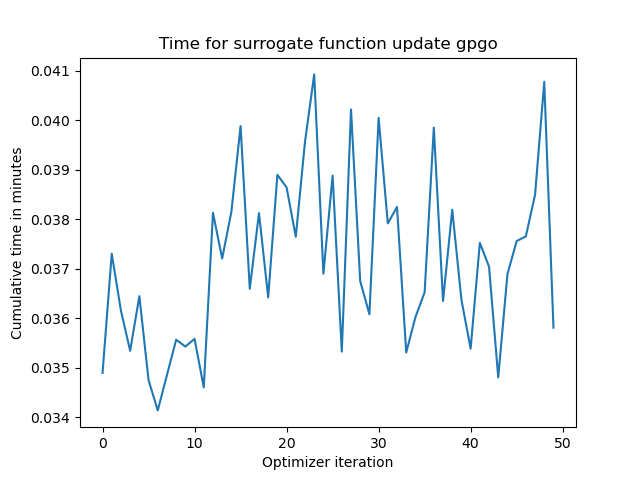 Time for surrogate function update gpgo
0.041
0.040
0.039
0.038
0.037
0.036
0.035
0.034
Cumulative time in minutes
0 10 20 30 40 50
Optimizer iteration